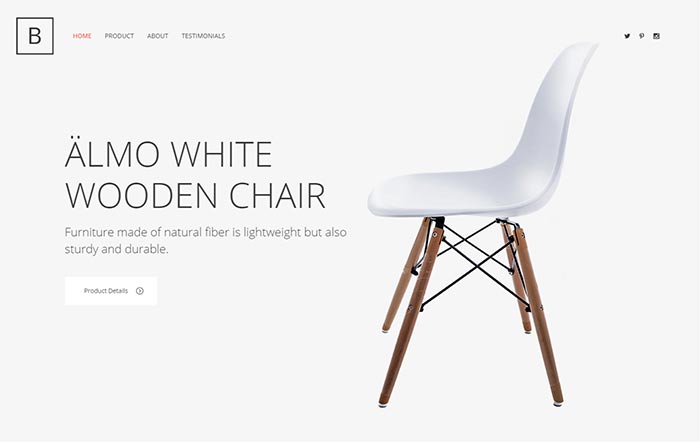 B
HOME PRODUCT ABOUT TESTIMONIALS
ÄLMO WHITE
WOODEN CHAIR
Furniture made of natural fiber is lightweight but also
sturdy and durable.
Product Details